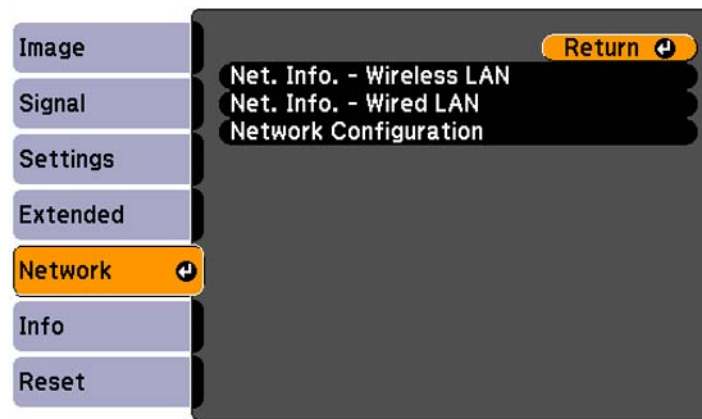 Image
Signal
Settings
Extended
Network
Info
Reset
Return
Net. Info. - Wireless LAN
Net. Info. - Wired LAN
Network Configuration